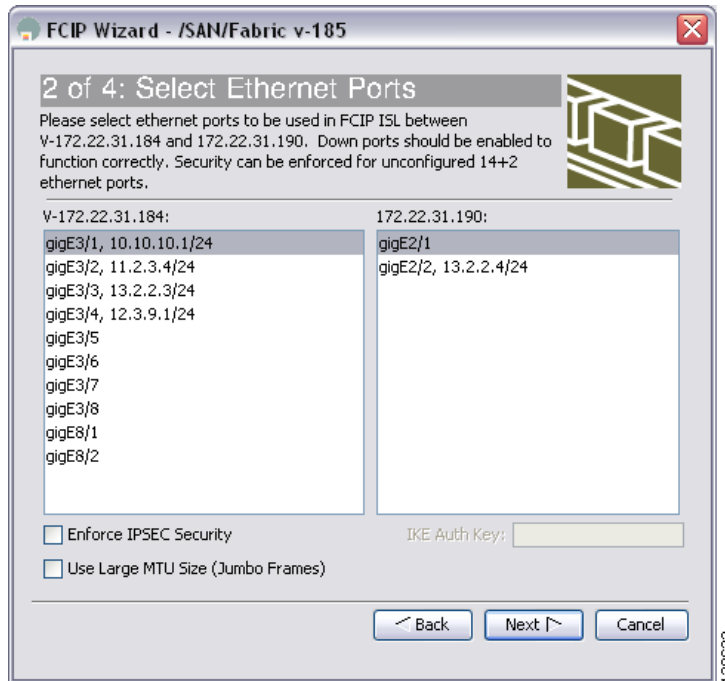 FCIP Wizard - /SAN/Fabric v-185
2 of 4: Select Ethernet Ports
Please select ethernet ports to be used in FCIP ISL between
V-172.22.31.184 and 172.22.31.190. Down ports should be enabled to
function correctly. Security can be enforced for unconfigured 14+2
ethernet ports.
V-172.22.31.184:
gigE3/1, 10.10.10.1/24
gigE3/2, 11.2.3.4/24
gigE3/3, 13.2.2.3/24
gigE3/4, 12.3.9.1/24
gigE3/5
gigE3/6
gigE3/7
gigE3/8
gigE8/1
gigE8/2
172.22.31.190:
gigE2/1
gigE2/2, 13.2.2.4/24
Enforce IPSEC Security
IKE Auth Key:
Use Large MTU Size (Jumbo Frames)
Back
Next
Cancel